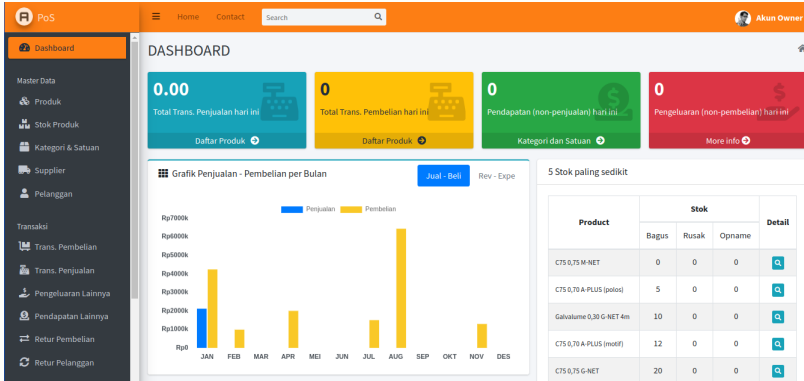 R PoS
Home Contact Search
Akun Owner
Dashboard
Master Data
Produk
Stok Produk
Kategori & Satuan
Supplier
Pelanggan
Transaksi
Trans. Pembelian
Trans. Penjualan
Pengeluaran Lainnya
Pendapatan Lainnya
Retur Pembelian
Retur Pelanggan
DASHBOARD
0.00
Total Trans. Penjualan hari ini
Daftar Produk
0
Total Trans. Pembelian hari ini
Daftar Produk
0
Pendapatan (non-penjualan) hari ini
Kategori dan Satuan
0
Pengeluaran (non-pembelian) hari ini
More info
Grafik Penjualan - Pembelian per Bulan
Jual - Beli Rev - Expe
Penjualan Pembelian
Rp7000k
Rp6000k
Rp5000k
Rp4000k
Rp3000k
Rp2000k
Rp1000k
Rp0
JAN FEB MAR APR MEI JUN JUL AUG SEP OKT NOV DES
5 Stok paling sedikit
Product Stok Detail
Bagus Rusak Opname
C75 0,75 M-NET 0 0 0
C75 0,70 A-PLUS (polos) 5 0 0
Galvalume 0,30 G-NET 4m 10 0 0
C75 0,70 A-PLUS (motif) 12 0 0
C75 0,75 G-NET 20 0 0